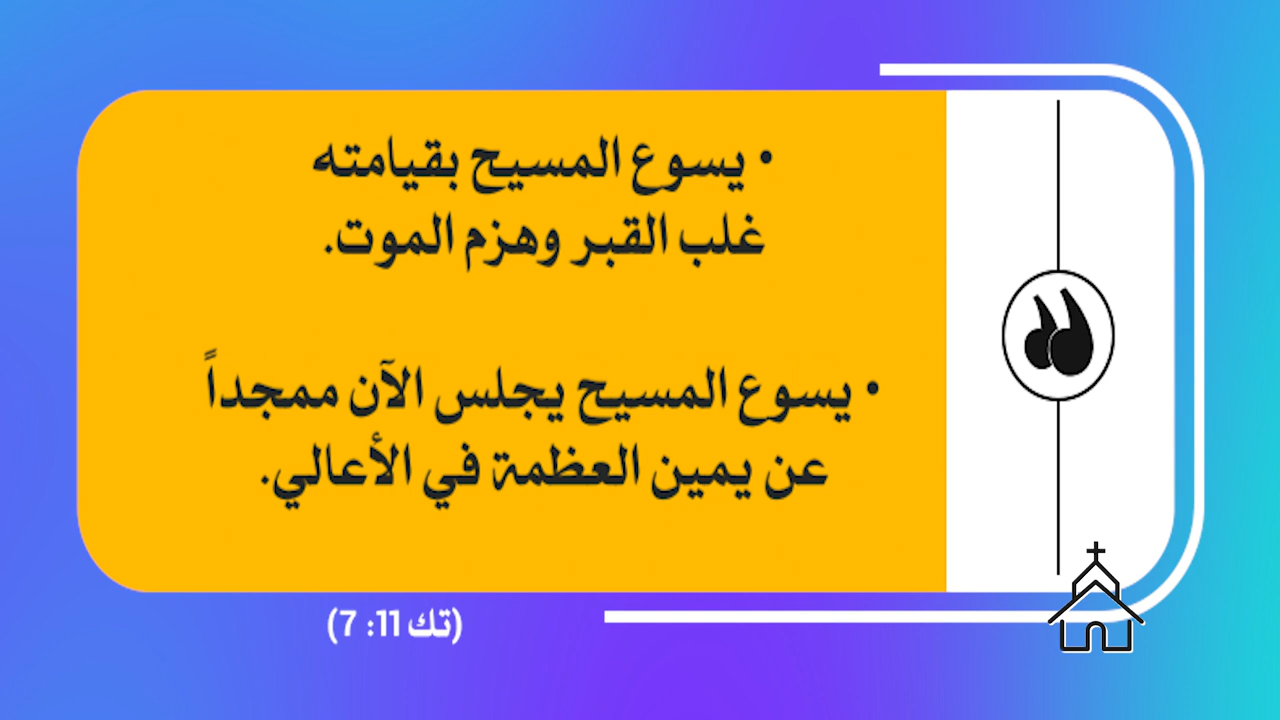 • يسوع المسيح بقيامته
غلب القبر وهزم الموت.
• يسوع المسيح يجلس الآن ممجداً
عن يمين العظمة في الأعالي.
(تك 11: 7)